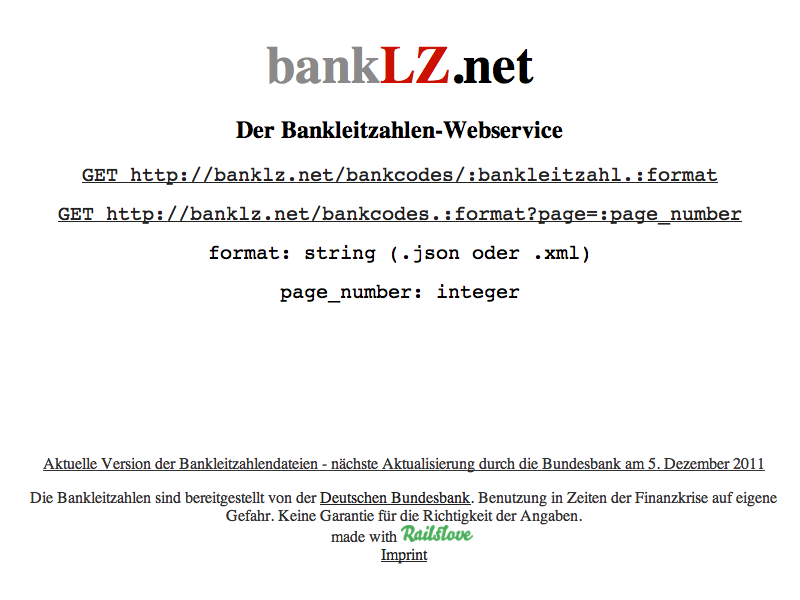 bankLZ.net
Der Bankleitzahlen-Webservice
GET http://banklz.net/bankcodes/:bankleitzahl.:format
GET http://banklz.net/bankcodes.:format?page=:page_number
format: string (.json oder .xml)
page_number: integer
Aktuelle Version der Bankleitzahlendateien - nächste Aktualisierung durch die Bundesbank am 5. Dezember 2011
Die Bankleitzahlen sind bereitgestellt von der Deutschen Bundesbank. Benutzung in Zeiten der Finanzkrise auf eigene
Gefahr. Keine Garantie für die Richtigkeit der Angaben.
made with Railslove
Imprint